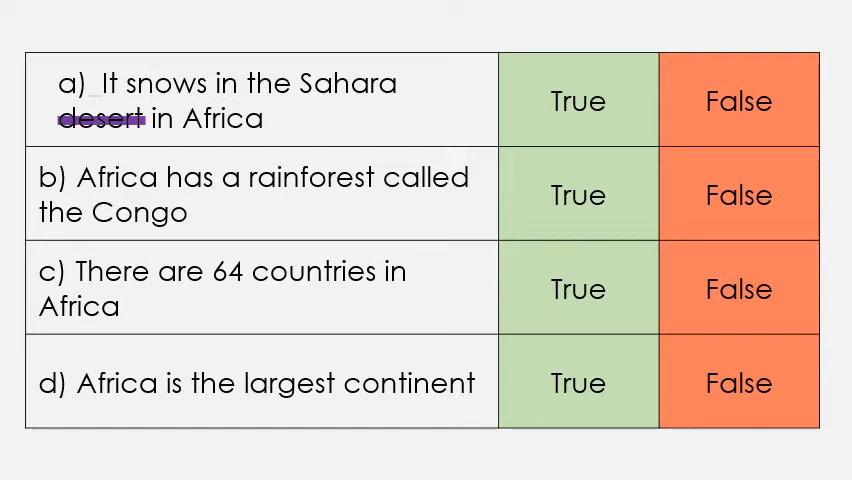 a)_It snows in the Sahara
desert in Africa
True
False
b) Africa has a rainforest called
the Congo
True
False
c) There are 64 countries in
Africa
True
False
d) Africa is the largest continent
True
False